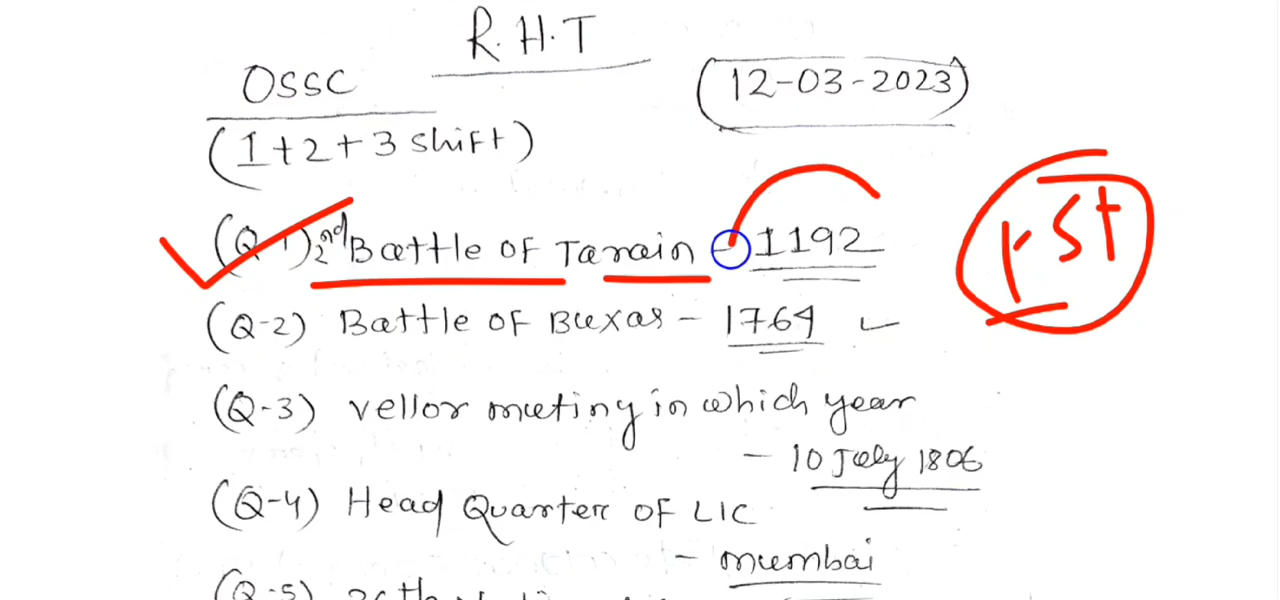 R.H.T
OSSC
(12-03-2023)
(1+2+3 shift)
(Q-1) 2nd Battle of Tarain - 1192
1st
(Q-2) Battle of Buxar - 1764
(Q-3) vellor mutiny in which year
- 10 July 1806
(Q-4) Head Quarter of LIC
- mumbai
(Q-5)